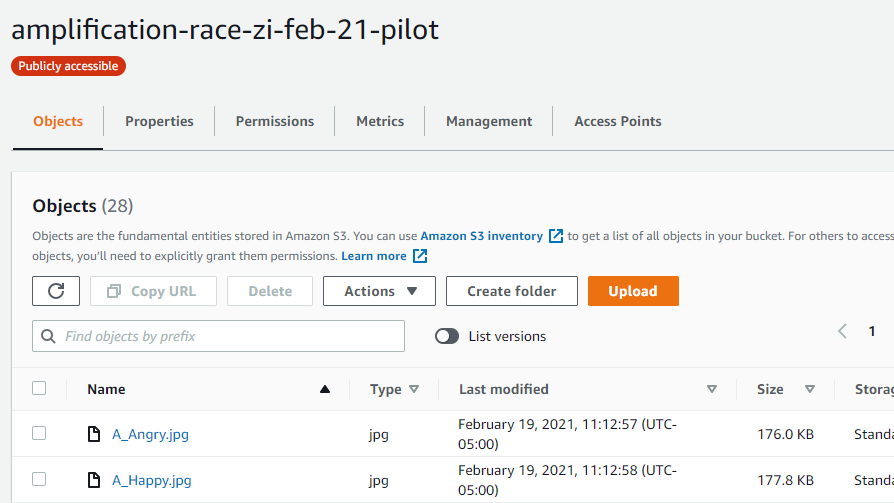 amplification-race-zi-feb-21-pilot
Publicly accessible
Objects Properties Permissions Metrics Management Access Points
Objects (28)
Objects are the fundamental entities stored in Amazon S3. You can use Amazon S3 inventory to get a list of all objects in your bucket. For others to access
objects, you'll need to explicitly grant them permissions. Learn more
Copy URL Delete Actions Create folder Upload
Find objects by prefix List versions 1
Name Type Last modified Size Storag
A_Angry.jpg jpg February 19, 2021, 11:12:57 (UTC-
05:00) 176.0 KB Standa
A_Happy.jpg jpg February 19, 2021, 11:12:58 (UTC-
05:00) 177.8 KB Standa